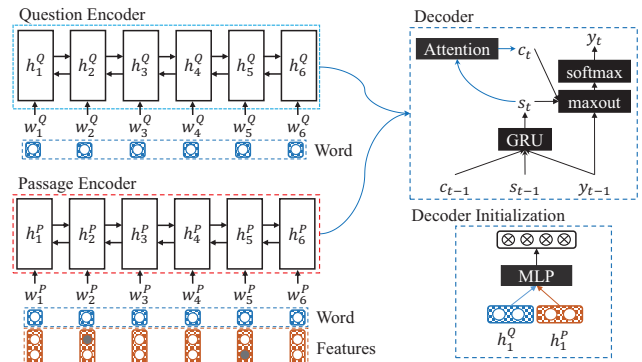 Question Encoder
h_1^Q h_2^Q h_3^Q h_4^Q h_5^Q h_6^Q
w_1^Q w_2^Q w_3^Q w_4^Q w_5^Q w_6^Q
Word
Passage Encoder
h_1^P h_2^P h_3^P h_4^P h_5^P h_6^P
w_1^P w_2^P w_3^P w_4^P w_5^P w_6^P
Word
Features
Decoder
Attention c_t y_t
softmax
s_t maxout
GRU
c_{t-1} s_{t-1} y_{t-1}
Decoder Initialization
MLP
h_1^Q h_1^P